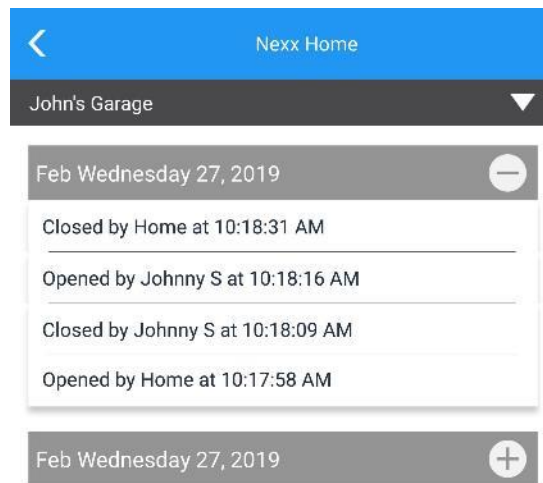 Nexx Home
John's Garage
Feb Wednesday 27, 2019
Closed by Home at 10:18:31 AM
Opened by Johnny S at 10:18:16 AM
Closed by Johnny S at 10:18:09 AM
Opened by Home at 10:17:58 AM
Feb Wednesday 27, 2019